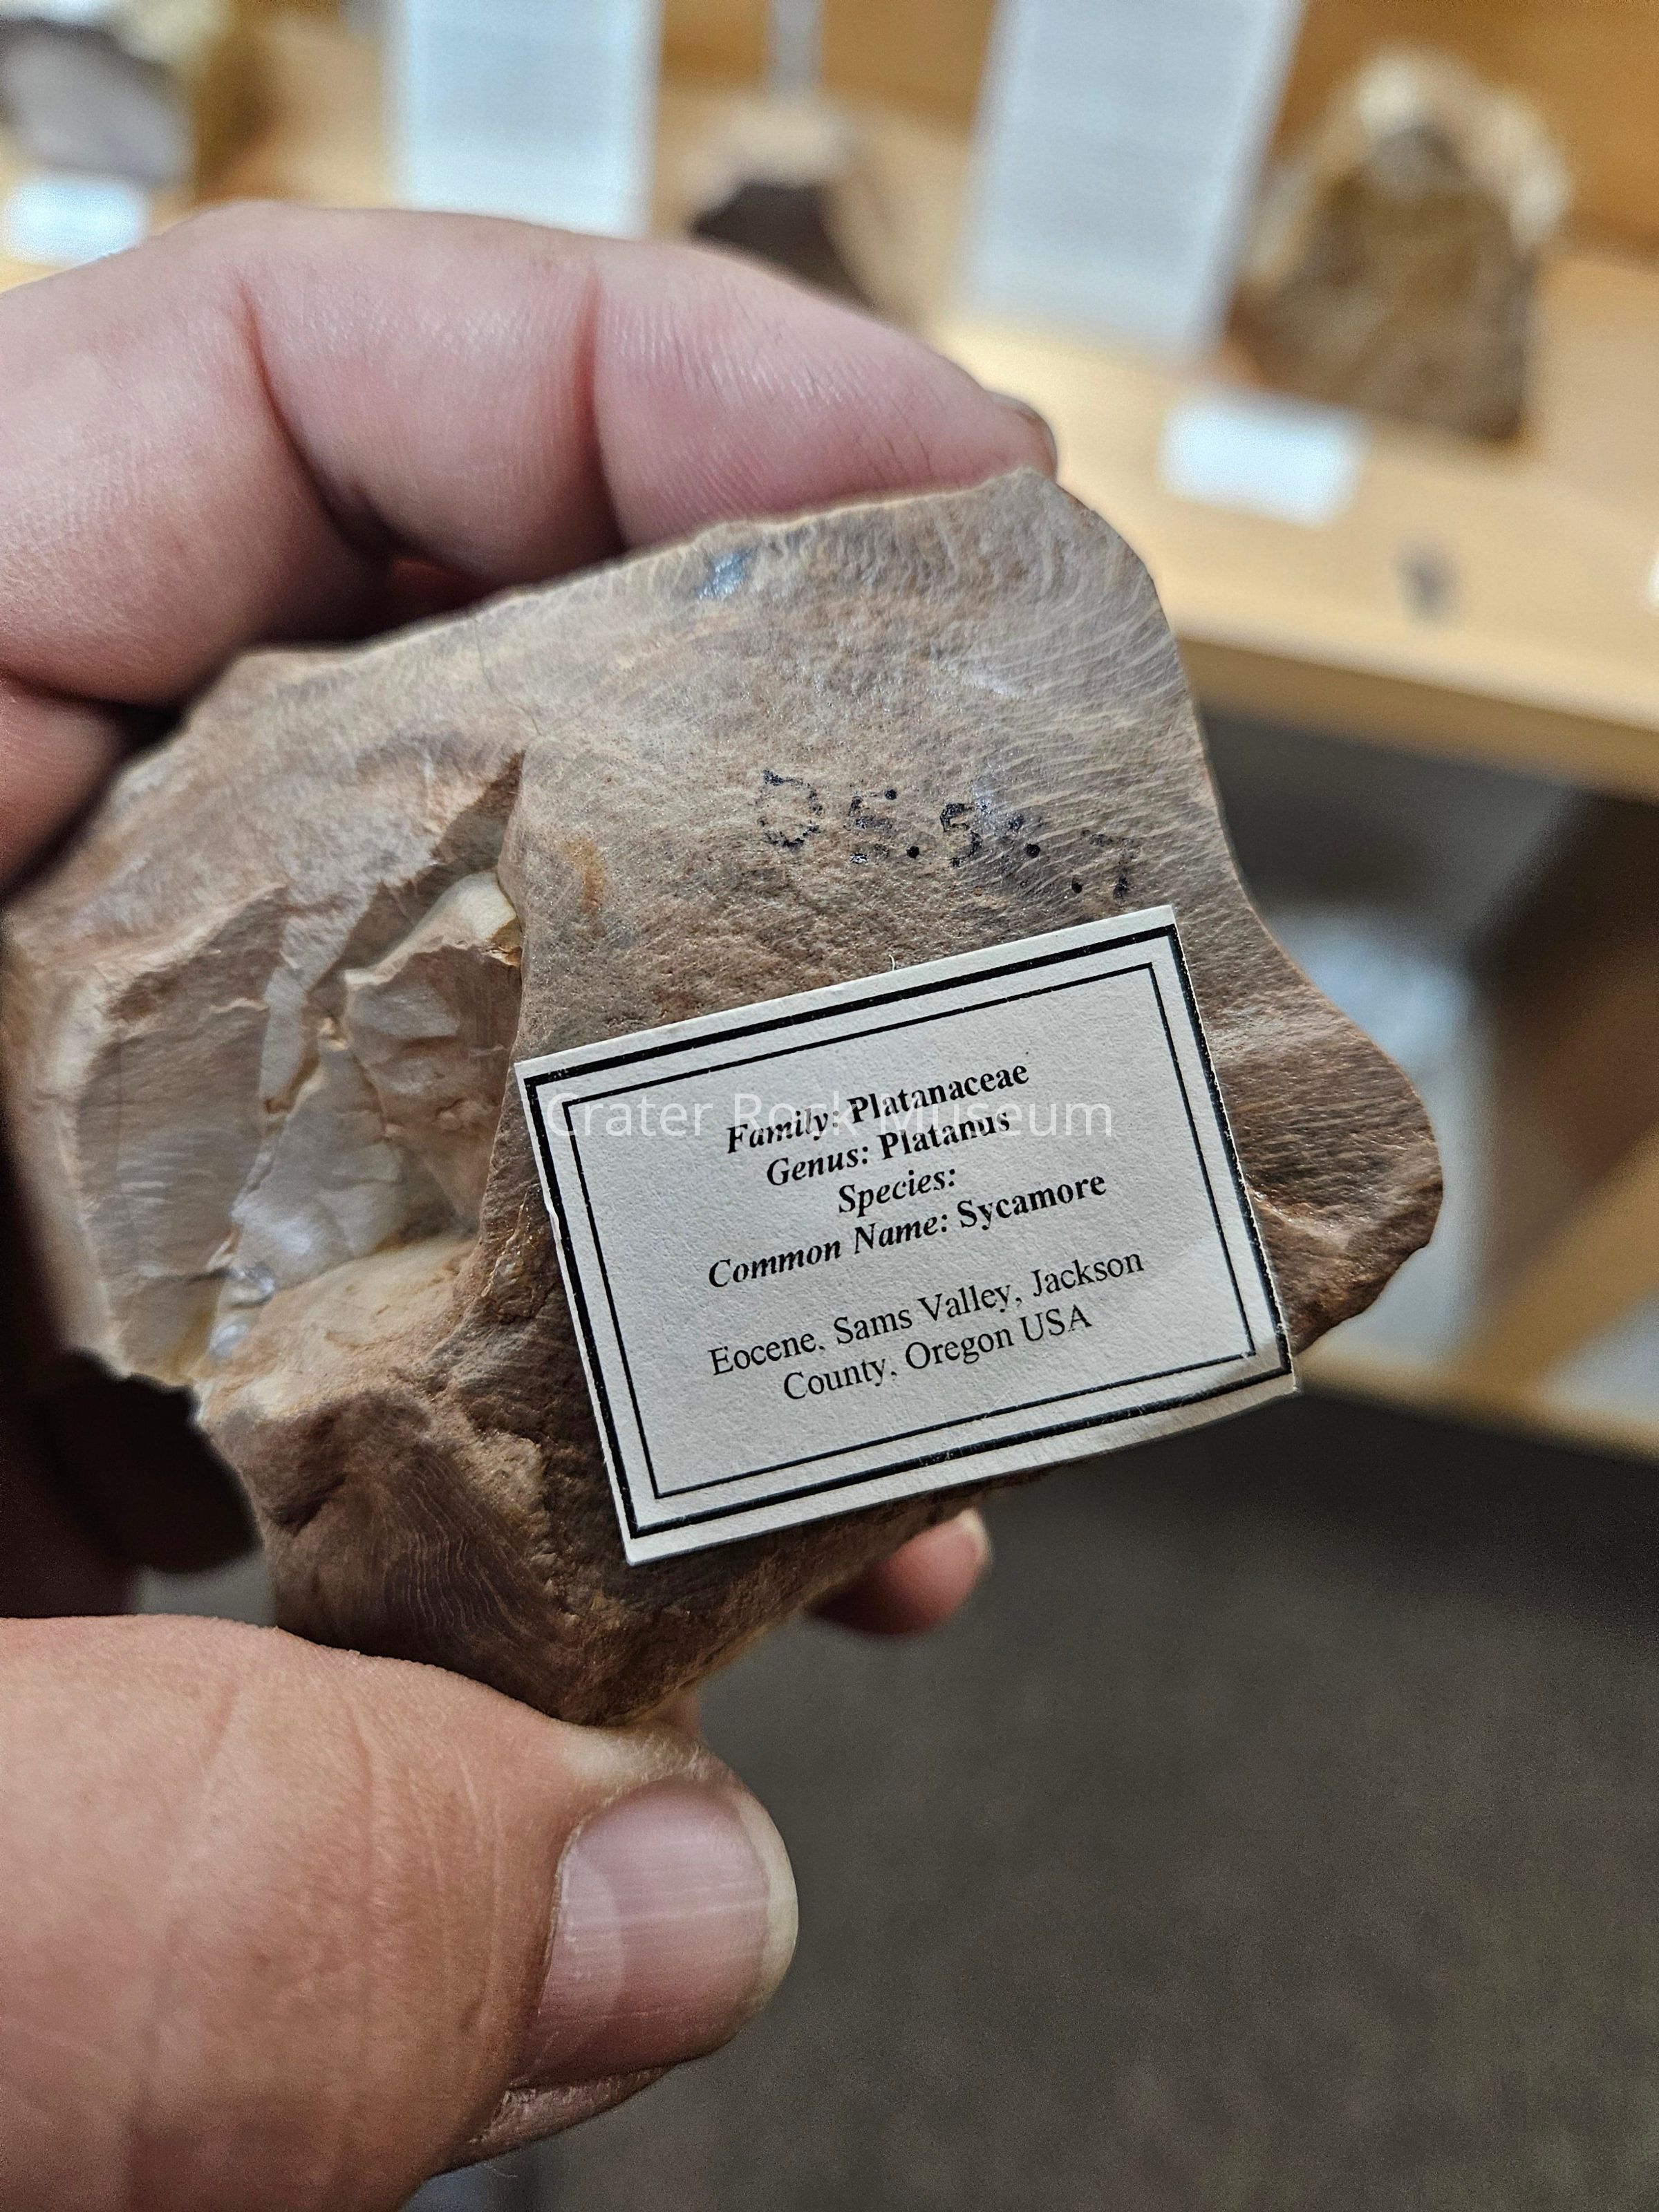 Family: Platanaceae
Genus: Platanus
Species:
Common Name: Sycamore
Eocene, Sams Valley, Jackson
County, Oregon USA
Crater Rock Museum